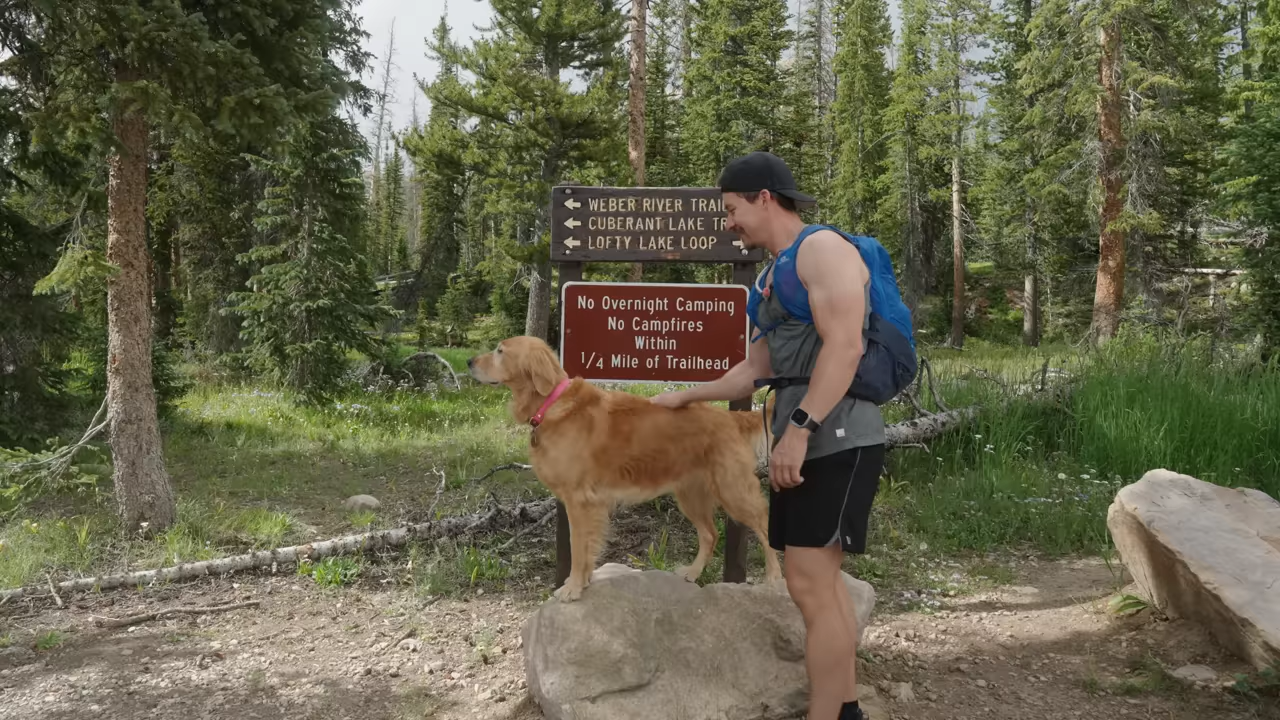 WEBER RIVER TRAI
CUBERANT LAKE TR
LOFTY LAKE LOOP
No Overnight Camping
No Campfires
Within
1/4 Mile of Trailhead